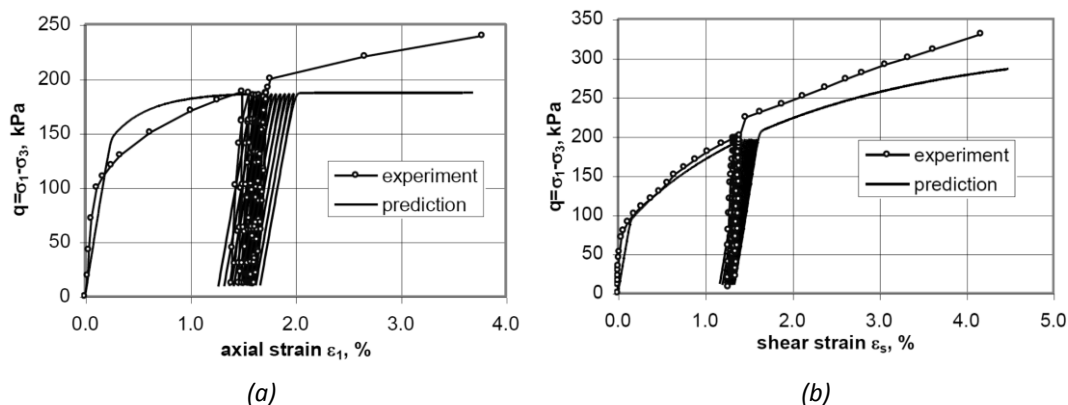 250
200
150
100
50
0
q=σ₁-σ₃, kPa
experiment
prediction
0.0 1.0 2.0 3.0 4.0
axial strain ε₁, %
(a)
350
300
250
200
150
100
50
0
q=σ₁-σ₃, kPa
experiment
prediction
0.0 1.0 2.0 3.0 4.0 5.0
shear strain εₛ, %
(b)